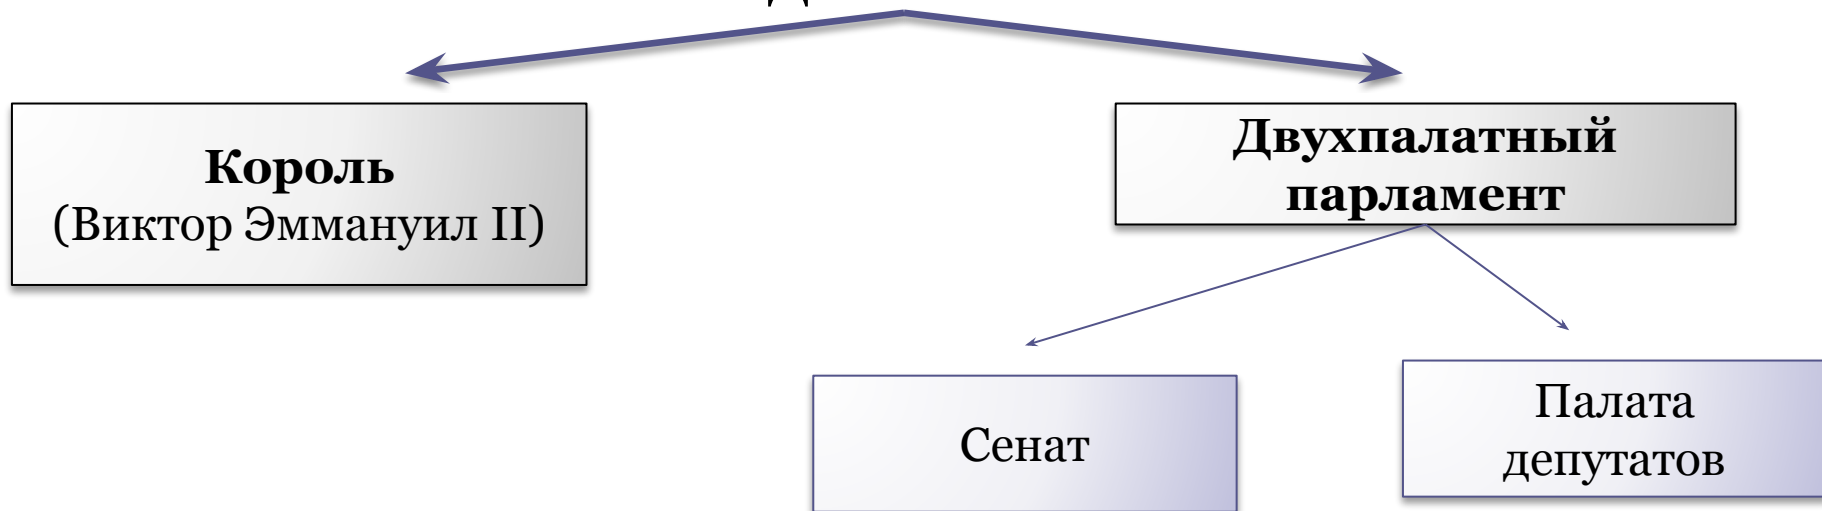 Король
(Виктор Эммануил II)
Двухпалатный
парламент
Сенат
Палата
депутатов